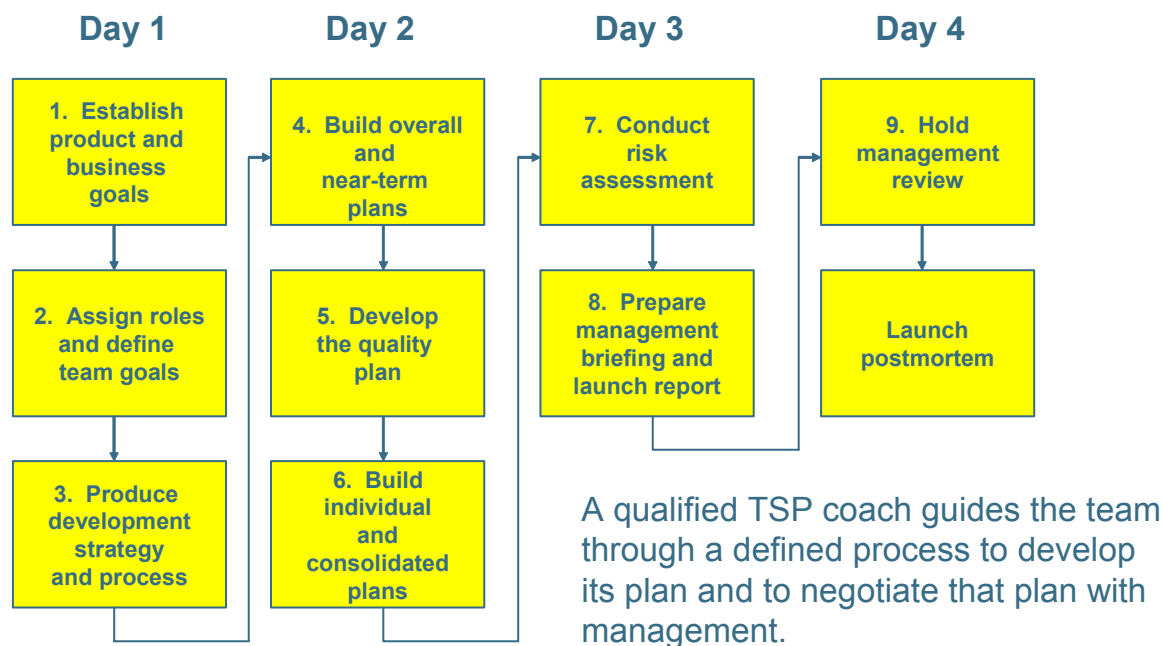 Day 1
Day 2
Day 3
Day 4
1. Establish
product and
business
goals
2. Assign roles
and define
team goals
3. Produce
development
strategy
and process
4. Build overall
and
near-term
plans
5. Develop
the quality
plan
6. Build
individual
and
consolidated
plans
7. Conduct
risk
assessment
8. Prepare
management
briefing and
launch report
9. Hold
management
review
Launch
postmortem
A qualified TSP coach guides the team
through a defined process to develop
its plan and to negotiate that plan with
management.